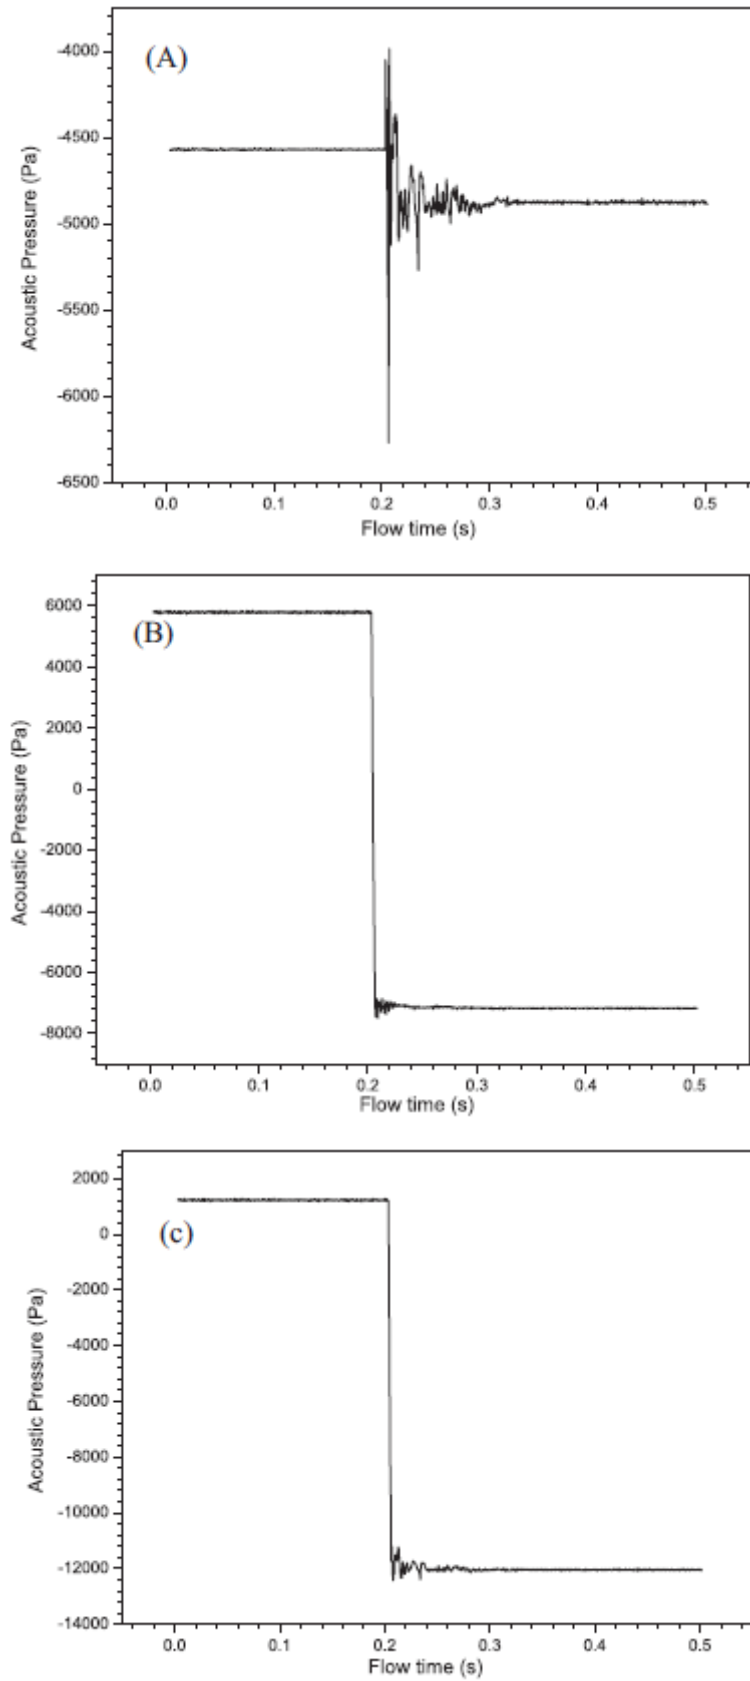 (A)
Acoustic Pressure (Pa)
-4000
-4500
-5000
-5500
-6000
-6500
0.0 0.1 0.2 0.3 0.4 0.5
Flow time (s)
(B)
Acoustic Pressure (Pa)
6000
4000
2000
0
-2000
-4000
-6000
-8000
0.0 0.1 0.2 0.3 0.4 0.5
Flow time (s)
(c)
Acoustic Pressure (Pa)
2000
0
-2000
-4000
-6000
-8000
-10000
-12000
-14000
0.0 0.1 0.2 0.3 0.4 0.5
Flow time (s)